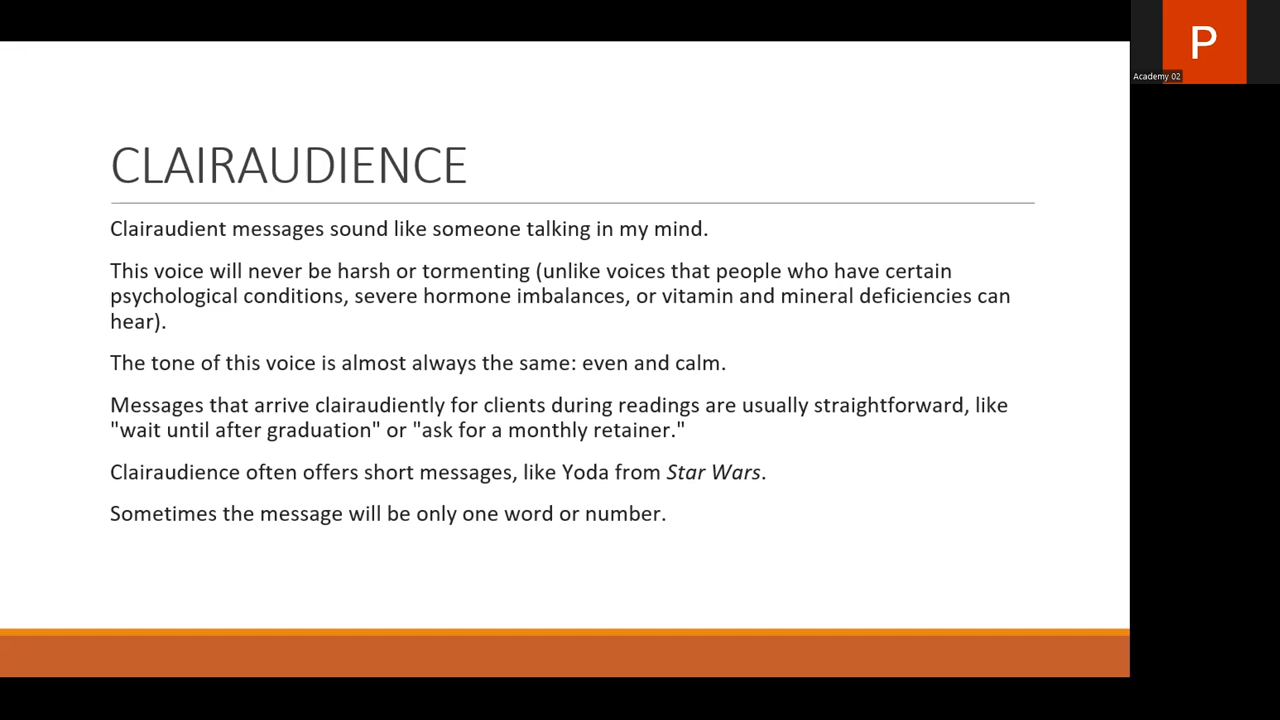 CLAIRAUDIENCE
Clairaudient messages sound like someone talking in my mind.
This voice will never be harsh or tormenting (unlike voices that people who have certain
psychological conditions, severe hormone imbalances, or vitamin and mineral deficiencies can
hear).
The tone of this voice is almost always the same: even and calm.
Messages that arrive clairaudiently for clients during readings are usually straightforward, like
"wait until after graduation" or "ask for a monthly retainer."
Clairaudience often offers short messages, like Yoda from Star Wars.
Sometimes the message will be only one word or number.
P
Academy 02